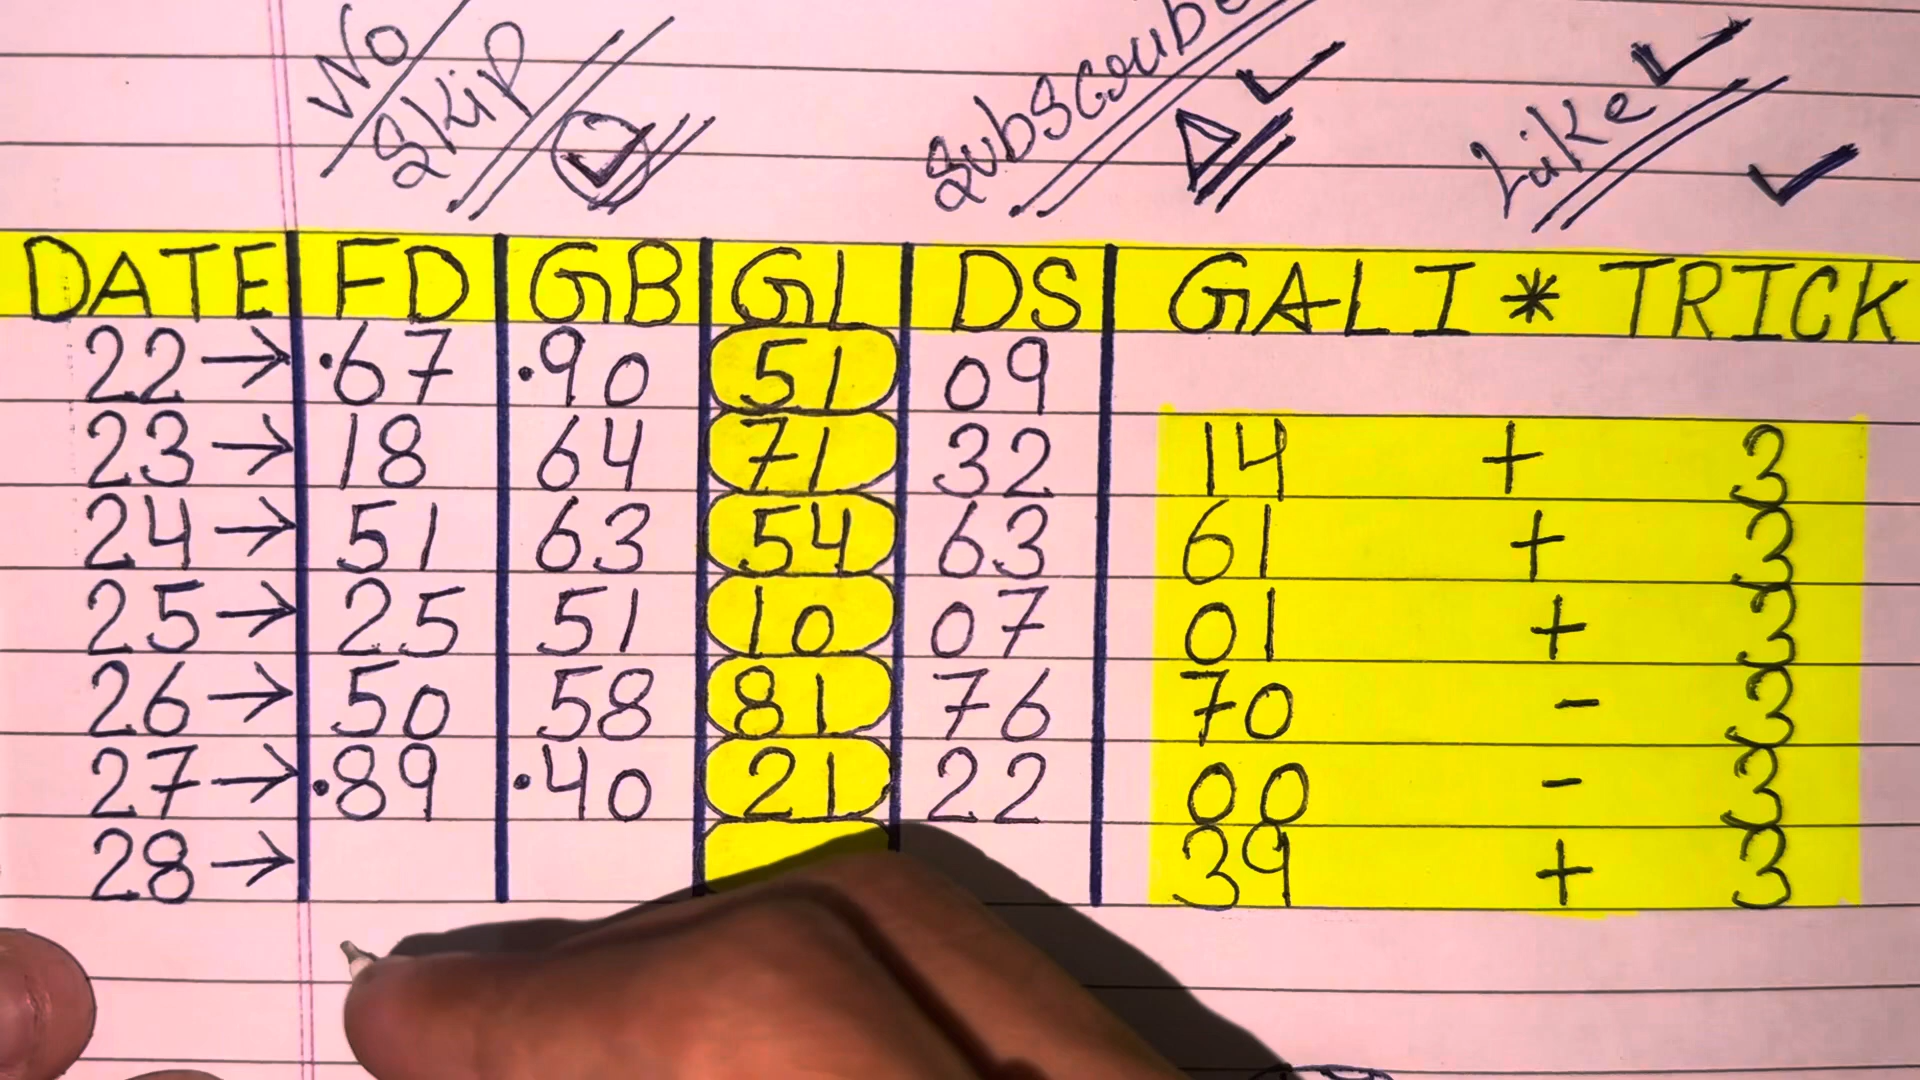 No SKiP
SubScoube
Like
DATE FD GB GL DS GALI * TRICK
22→ .67 .90 51 09
23→ 18 64 71 32 14 + 3
24→ 51 63 54 63 61 + 3
25→ 25 51 10 07 01 + 3
26→ 50 58 81 76 70 - 3
27→ .89 .40 21 22 00 - 3
28→ 39 + 3